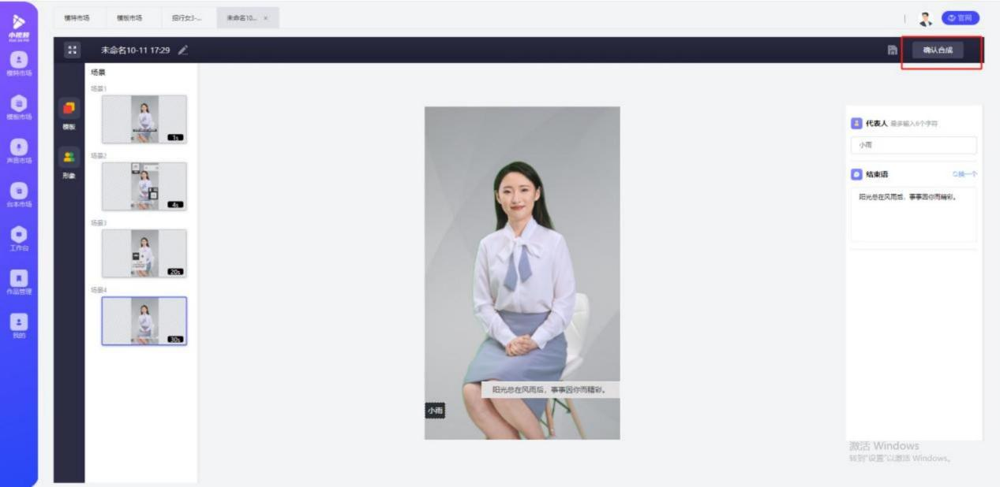 模特市场
模板市场
招行女3-...
未命名10... ×
官网
小视频
模特市场
模板市场
声音市场
台本市场
工作台
作品管理
我的
未命名10-11 17:29
确认合成
模板
形象
场景
场景1
1s
场景2
4s
场景3
20s
场景4
30s
阳光总在风雨后，事事因你而精彩。
小雨
代表人 最多输入6个字符
小雨
结束语
换一个
阳光总在风雨后，事事因你而精彩。
激活 Windows
转到"设置"以激活 Windows。